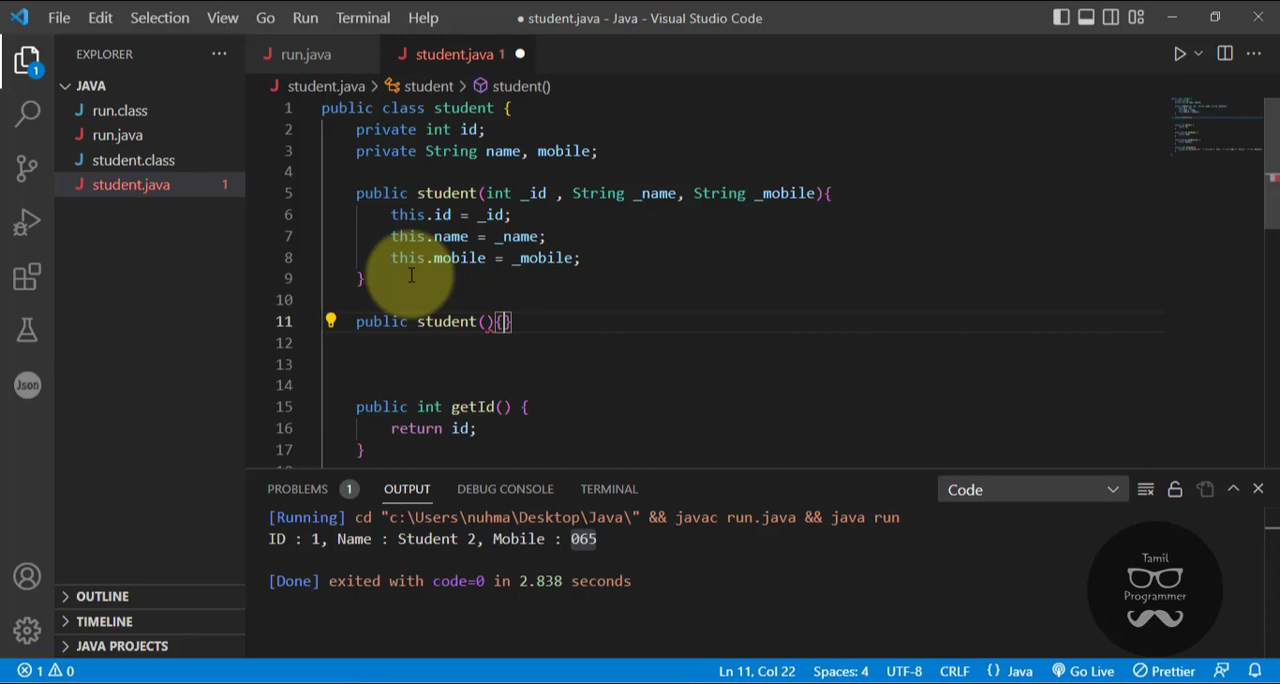 File Edit Selection View Go Run Terminal Help ● student.java - Java - Visual Studio Code
EXPLORER ···
run.java student.java 1 ●
student.java > student > student()
JAVA
run.class
run.java
student.class
student.java 1
1 public class student {
2 private int id;
3 private String name, mobile;
4
5 public student(int _id , String _name, String _mobile){
6 this.id = _id;
7 this.name = _name;
8 this.mobile = _mobile;
9 }
10
11 public student(){}
12
13
14
15 public int getId() {
16 return id;
17 }
1
Json
OUTLINE
TIMELINE
JAVA PROJECTS
PROBLEMS 1 OUTPUT DEBUG CONSOLE TERMINAL Code
[Running] cd "c:\Users\nuhma\Desktop\Java\" && javac run.java && java run
ID : 1, Name : Student 2, Mobile : 065
[Done] exited with code=0 in 2.838 seconds
Tamil
Programmer
1 0 Ln 11, Col 22 Spaces: 4 UTF-8 CRLF {} Java Go Live Prettier